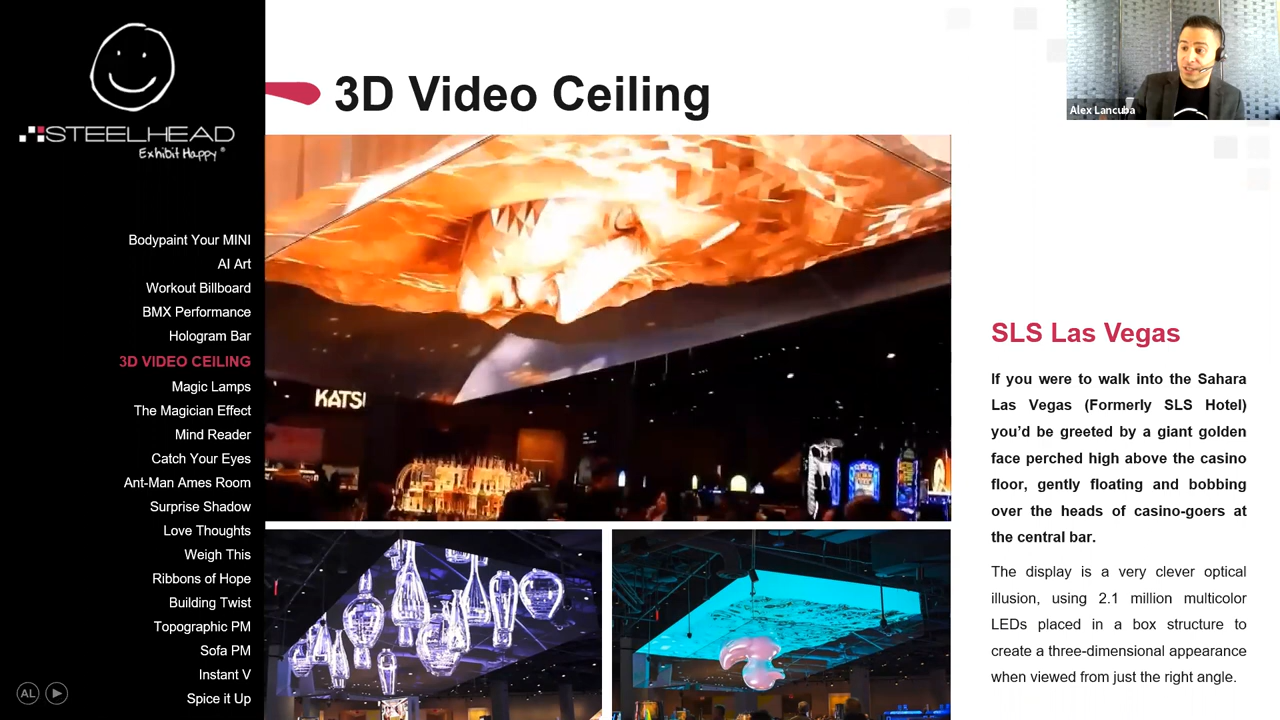 STEELHEAD
Exhibit Happy®
Bodypaint Your MINI
AI Art
Workout Billboard
BMX Performance
Hologram Bar
3D VIDEO CEILING
Magic Lamps
The Magician Effect
Mind Reader
Catch Your Eyes
Ant-Man Ames Room
Surprise Shadow
Love Thoughts
Weigh This
Ribbons of Hope
Building Twist
Topographic PM
Sofa PM
Instant V
Spice it Up
AL
3D Video Ceiling
KATSI
Alex Lancuba
SLS Las Vegas
If you were to walk into the Sahara
Las Vegas (Formerly SLS Hotel)
you’d be greeted by a giant golden
face perched high above the casino
floor, gently floating and bobbing
over the heads of casino-goers at
the central bar.
The display is a very clever optical
illusion, using 2.1 million multicolor
LEDs placed in a box structure to
create a three-dimensional appearance
when viewed from just the right angle.